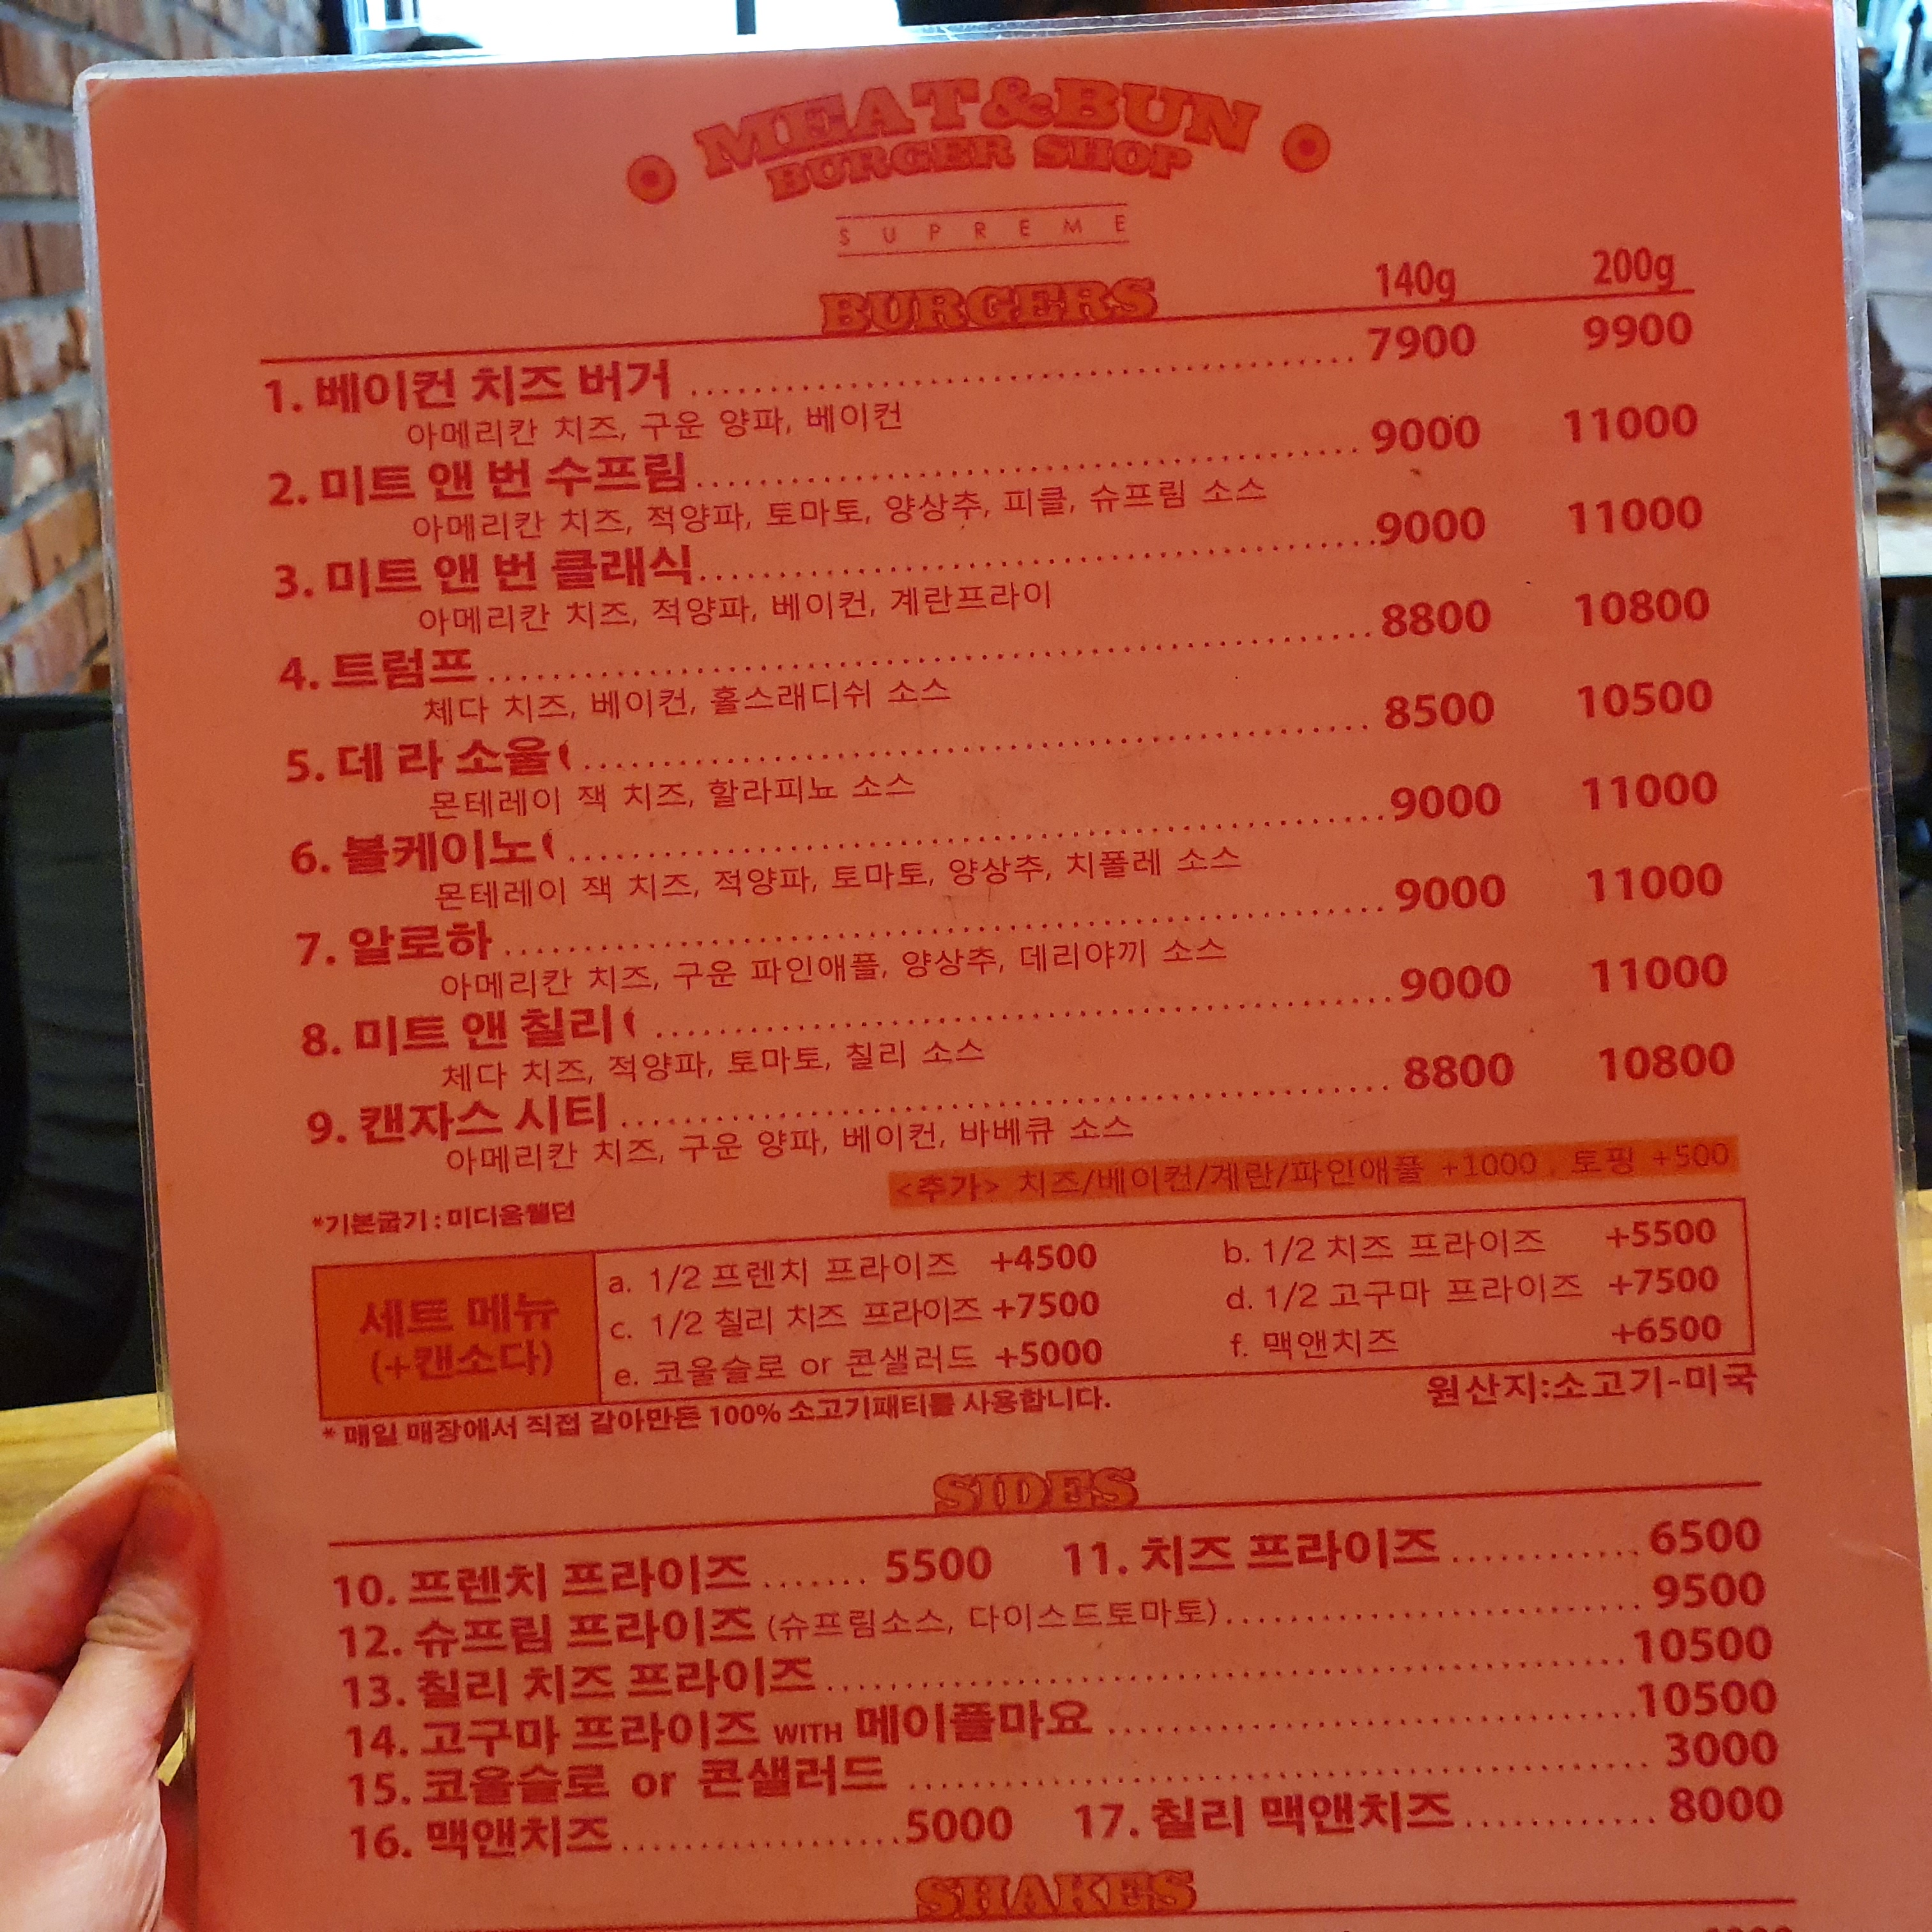 MEAT&BUN
BURGER SHOP
SUPREME
BURGERS 140g 200g
1. 베이컨 치즈 버거 7900 9900
아메리칸 치즈, 구운 양파, 베이컨
2. 미트 앤 번 수프림 9000 11000
아메리칸 치즈, 적양파, 토마토, 양상추, 피클, 슈프림 소스
3. 미트 앤 번 클래식 9000 11000
아메리칸 치즈, 적양파, 베이컨, 계란프라이
4. 트럼프 8800 10800
체다 치즈, 베이컨, 홀스래디쉬 소스
5. 데 라 소울 8500 10500
몬테레이 잭 치즈, 할라피뇨 소스
6. 볼케이노 9000 11000
몬테레이 잭 치즈, 적양파, 토마토, 양상추, 치폴레 소스
7. 알로하 9000 11000
아메리칸 치즈, 구운 파인애플, 양상추, 데리야끼 소스
8. 미트 앤 칠리 9000 11000
체다 치즈, 적양파, 토마토, 칠리 소스
9. 캔자스 시티 8800 10800
아메리칸 치즈, 구운 양파, 베이컨, 바베큐 소스
<추가> 치즈/베이컨/계란/파인애플 +1000 , 토핑 +500
*기본굽기 : 미디움웰던
세트 메뉴
(+캔소다)
a. 1/2 프렌치 프라이즈 +4500 b. 1/2 치즈 프라이즈 +5500
c. 1/2 칠리 치즈 프라이즈 +7500 d. 1/2 고구마 프라이즈 +7500
e. 코울슬로 or 콘샐러드 +5000 f. 맥앤치즈 +6500
* 매일 매장에서 직접 갈아만든 100% 소고기패티를 사용합니다. 원산지:소고기-미국
SIDES
10. 프렌치 프라이즈 ....... 5500 11. 치즈 프라이즈 6500
12. 슈프림 프라이즈 (슈프림소스, 다이스드토마토) 9500
13. 칠리 치즈 프라이즈 10500
14. 고구마 프라이즈 WITH 메이플마요 10500
15. 코울슬로 or 콘샐러드 3000
16. 맥앤치즈 5000 17. 칠리 맥앤치즈 8000
SHAKES